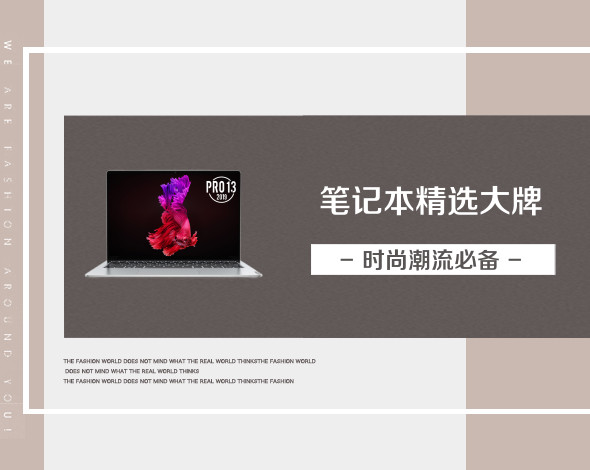 WE ARE FASHION AROUND YOU!
PRO 13
2019
笔记本精选大牌
– 时尚潮流必备 –
THE FASHION WORLD DOES NOT MIND WHAT THE REAL WORLD THINKSTHE FASHION WORLD
DOES NOT MIND WHAT THE REAL WORLD THINKS
THE FASHION WORLD DOES NOT MIND WHAT THE REAL WORLD THINKSTHE FASHION